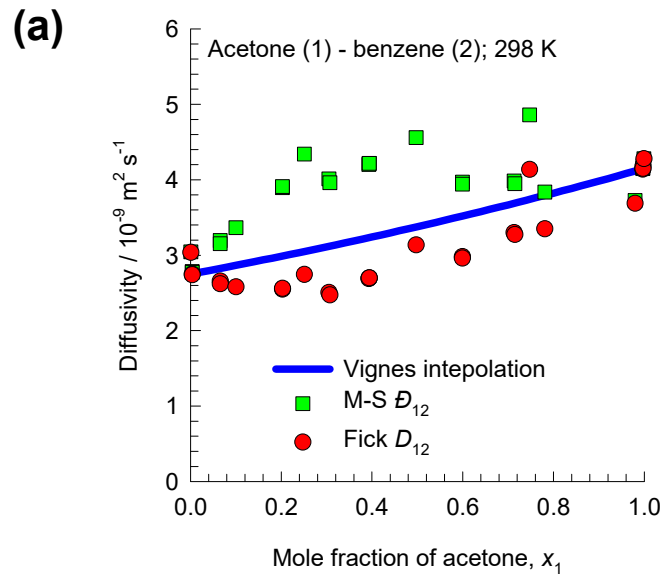 (a)
Acetone (1) - benzene (2); 298 K
6
5
4
3
2
1
0
Diffusivity / 10⁻⁹ m² s⁻¹
Vignes intepolation
M-S Đ₁₂
Fick D₁₂
0.0 0.2 0.4 0.6 0.8 1.0
Mole fraction of acetone, x₁